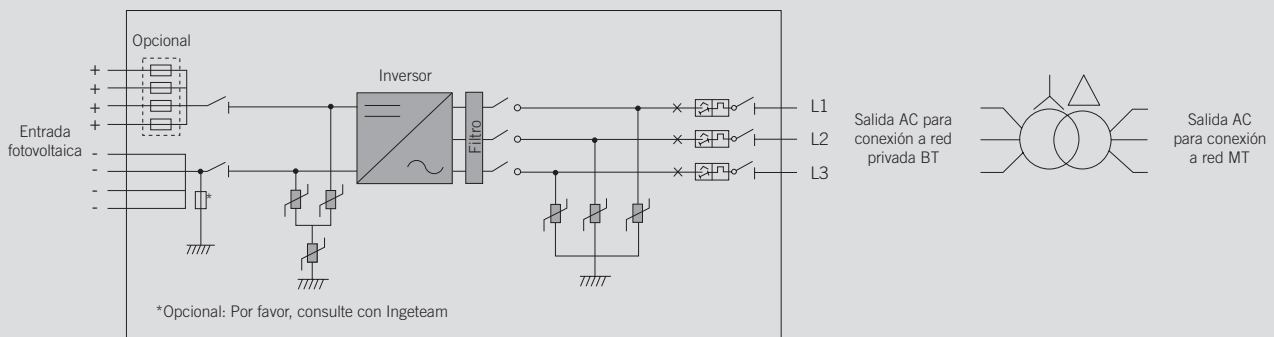 Opcional
Inversor
+
+
+
+
Entrada
fotovoltaica
-
-
-
-
*
Filtro
L1
L2
L3
Salida AC para
conexión a red
privada BT
Salida AC
para conexión
a red MT
*Opcional: Por favor, consulte con Ingeteam